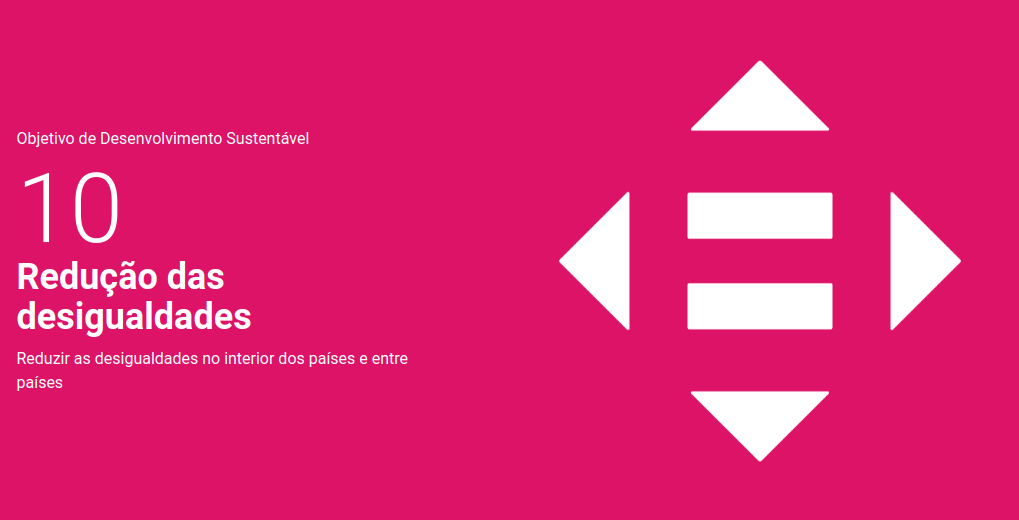 Objetivo de Desenvolvimento Sustentável
10
Redução das
desigualdades
Reduzir as desigualdades no interior dos países e entre
países